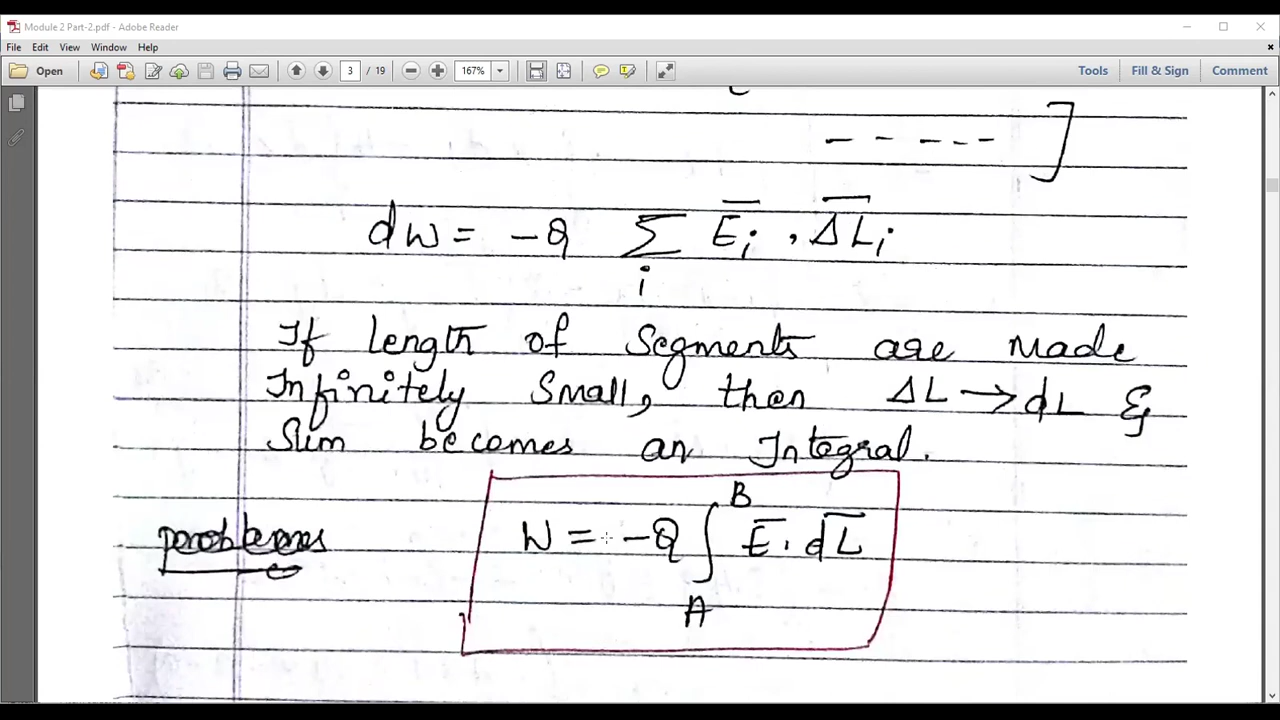 Module 2 Part-2.pdf - Adobe Reader
File Edit View Window Help
Open 3 / 19 167% Tools Fill & Sign Comment
- - - - - ]
dW = -Q Σ Ēi . ΔL̄i
i
If Length of Segments are Made
Infinitely Small, then ΔL → dL &
Sum becomes an Integral.
B
problems W = -Q ∫ Ē . dL̄
A